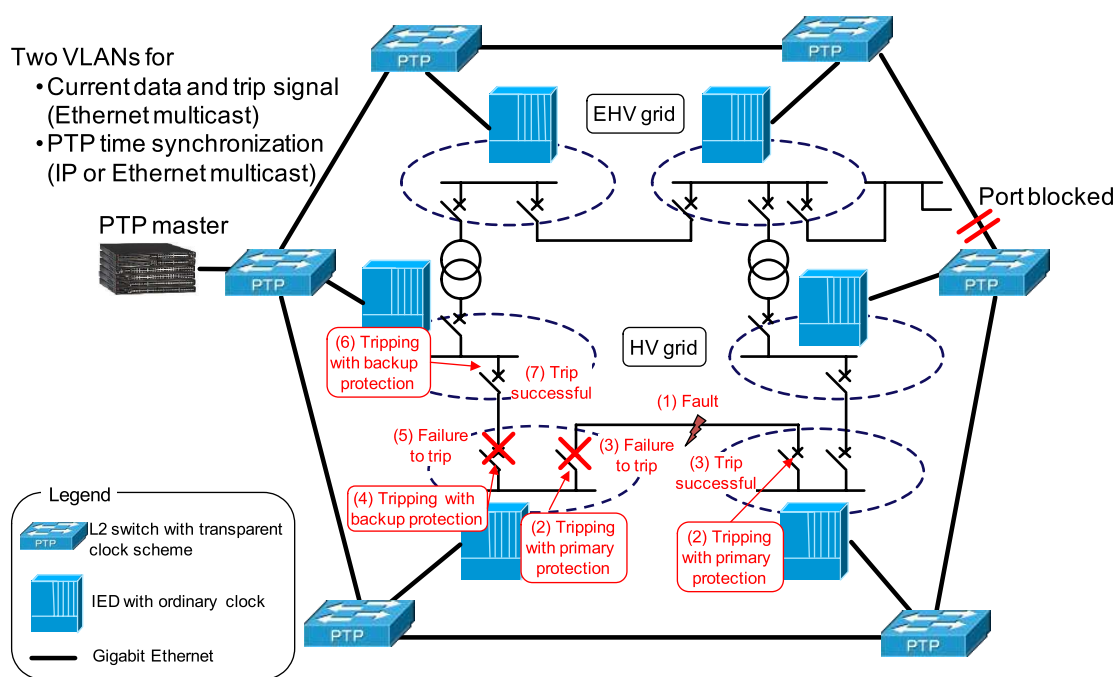 Two VLANs for
• Current data and trip signal
(Ethernet multicast)
• PTP time synchronization
(IP or Ethernet multicast)
PTP master
PTP
PTP
PTP
PTP
PTP
PTP
EHV grid
Port blocked
HV grid
(6) Tripping
with backup
protection
(7) Trip
successful
(1) Fault
(5) Failure
to trip
(3) Failure
to trip
(3) Trip
successful
(4) Tripping with
backup protection
(2) Tripping
with primary
protection
(2) Tripping
with primary
protection
Legend
PTP
L2 switch with transparent
clock scheme
IED with ordinary clock
Gigabit Ethernet